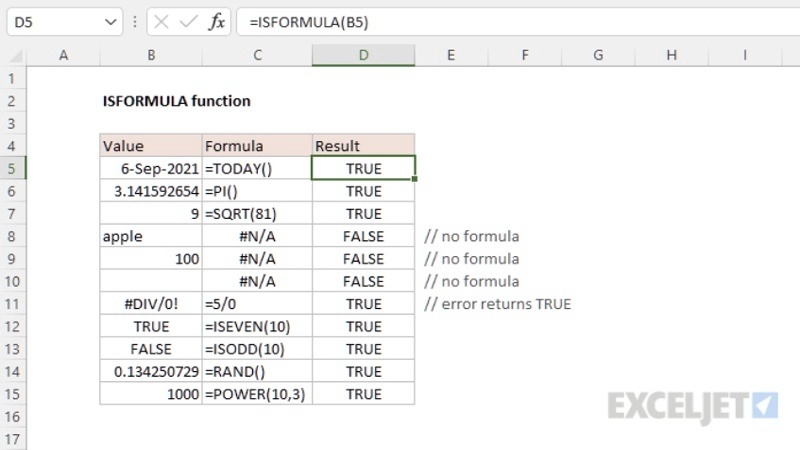 D5 fx =ISFORMULA(B5)
A B C D E F G H I
1
2 ISFORMULA function
3
4 Value Formula Result
5 6-Sep-2021 =TODAY() TRUE
6 3.141592654 =PI() TRUE
7 9 =SQRT(81) TRUE
8 apple #N/A FALSE // no formula
9 100 #N/A FALSE // no formula
10 #N/A FALSE // no formula
11 #DIV/0! =5/0 TRUE // error returns TRUE
12 TRUE =ISEVEN(10) TRUE
13 FALSE =ISODD(10) TRUE
14 0.134250729 =RAND() TRUE
15 1000 =POWER(10,3) TRUE
16 EXCELJET
17